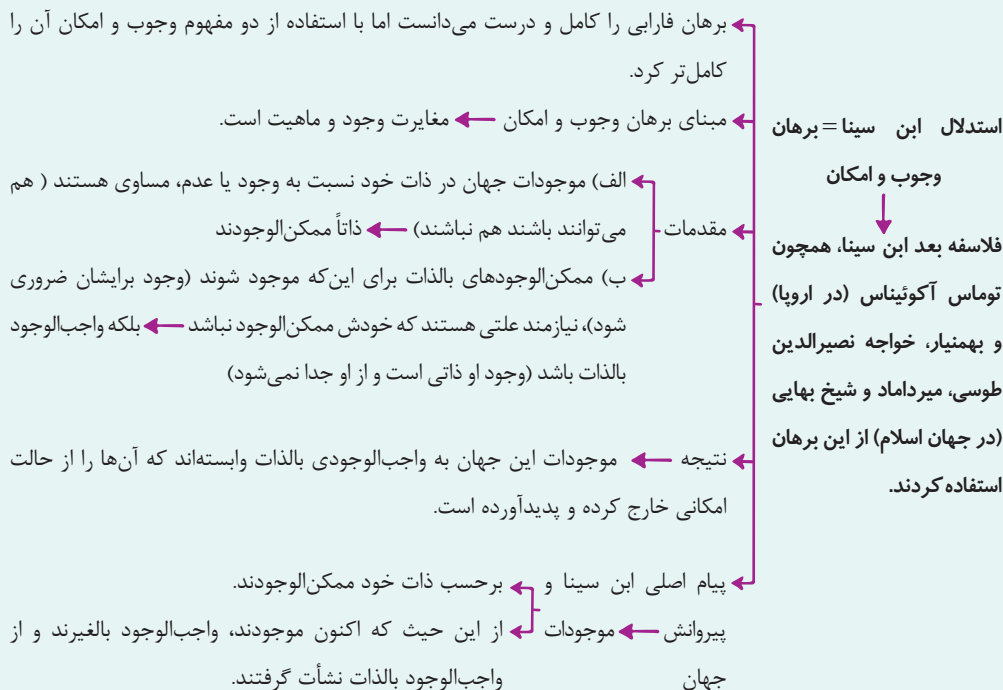 استدلال ابن سینا = برهان
وجوب و امکان
فلاسفه بعد ابن سینا، همچون
توماس آکوئیناس (در اروپا)
و بهمنیار، خواجه نصیرالدین
طوسی، میرداماد و شیخ بهایی
(در جهان اسلام) از این برهان
استفاده کردند.
برهان فارابی را کامل و درست می‌دانست اما با استفاده از دو مفهوم وجوب و امکان آن را
کامل‌تر کرد.
مبنای برهان وجوب و امکان ← مغایرت وجود و ماهیت است.
مقدمات
الف) موجودات جهان در ذات خود نسبت به وجود یا عدم، مساوی هستند ( هم
می‌توانند باشند هم نباشند) ← ذاتاً ممکن‌الوجودند
ب) ممکن‌الوجودهای بالذات برای این‌که موجود شوند (وجود برایشان ضروری
شود)، نیازمند علتی هستند که خودش ممکن‌الوجود نباشد ← بلکه واجب‌الوجود
بالذات باشد (وجود او ذاتی است و از او جدا نمی‌شود)
نتیجه ← موجودات این جهان به واجب‌الوجودی بالذات وابسته‌اند که آن‌ها را از حالت
امکانی خارج کرده و پدیدآورده است.
پیام اصلی ابن سینا و
پیروانش ← موجودات
جهان
برحسب ذات خود ممکن‌الوجودند.
از این حیث که اکنون موجودند، واجب‌الوجود بالغیرند و از
واجب‌الوجود بالذات نشأت گرفتند.